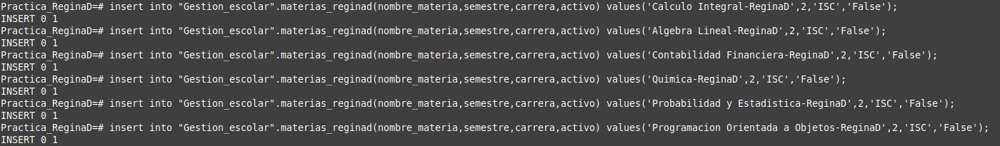 Practica_ReginaD=# insert into "Gestion_escolar".materias_reginad(nombre_materia,semestre,carrera,activo) values('Calculo Integral-ReginaD',2,'ISC','False');
INSERT 0 1
Practica_ReginaD=# insert into "Gestion_escolar".materias_reginad(nombre_materia,semestre,carrera,activo) values('Algebra Lineal-ReginaD',2,'ISC','False');
INSERT 0 1
Practica_ReginaD=# insert into "Gestion_escolar".materias_reginad(nombre_materia,semestre,carrera,activo) values('Contabilidad Financiera-ReginaD',2,'ISC','False');
INSERT 0 1
Practica_ReginaD=# insert into "Gestion_escolar".materias_reginad(nombre_materia,semestre,carrera,activo) values('Quimica-ReginaD',2,'ISC','False');
INSERT 0 1
Practica_ReginaD=# insert into "Gestion_escolar".materias_reginad(nombre_materia,semestre,carrera,activo) values('Probabilidad y Estadistica-ReginaD',2,'ISC','False');
INSERT 0 1
Practica_ReginaD=# insert into "Gestion_escolar".materias_reginad(nombre_materia,semestre,carrera,activo) values('Programacion Orientada a Objetos-ReginaD',2,'ISC','False');
INSERT 0 1